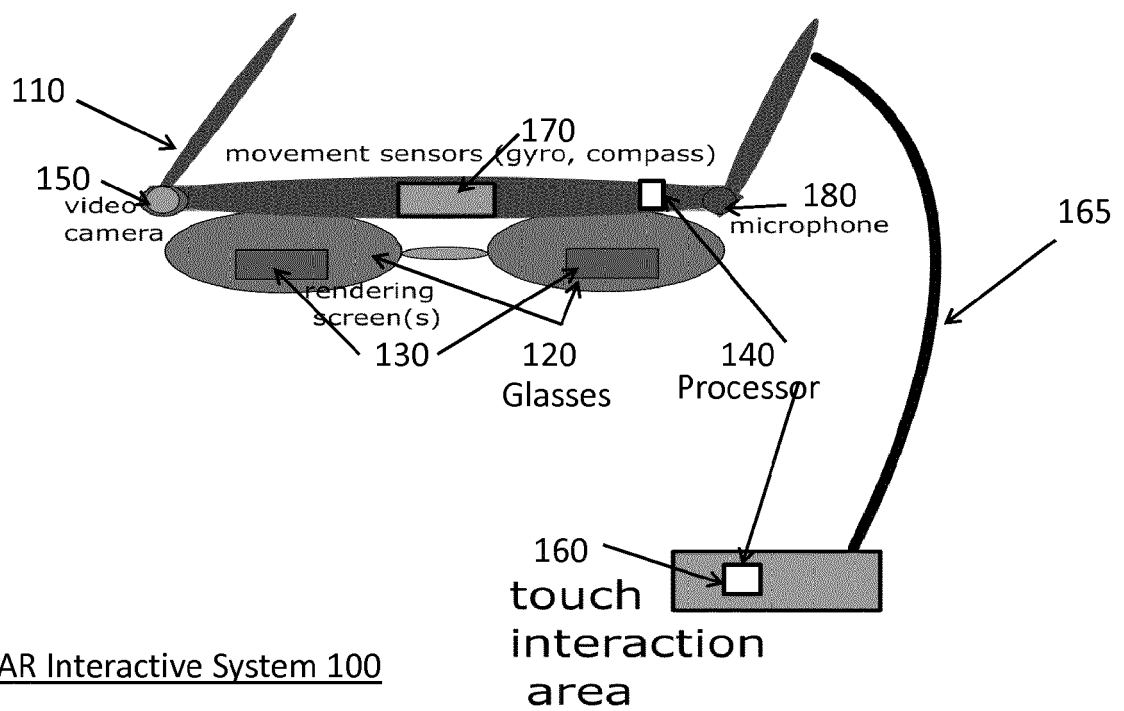 110
170
movement sensors (gyro, compass)
150
video
camera
180
microphone
165
rendering
screen(s)
130
120
Glasses
140
Processor
160
touch
interaction
area
AR Interactive System 100